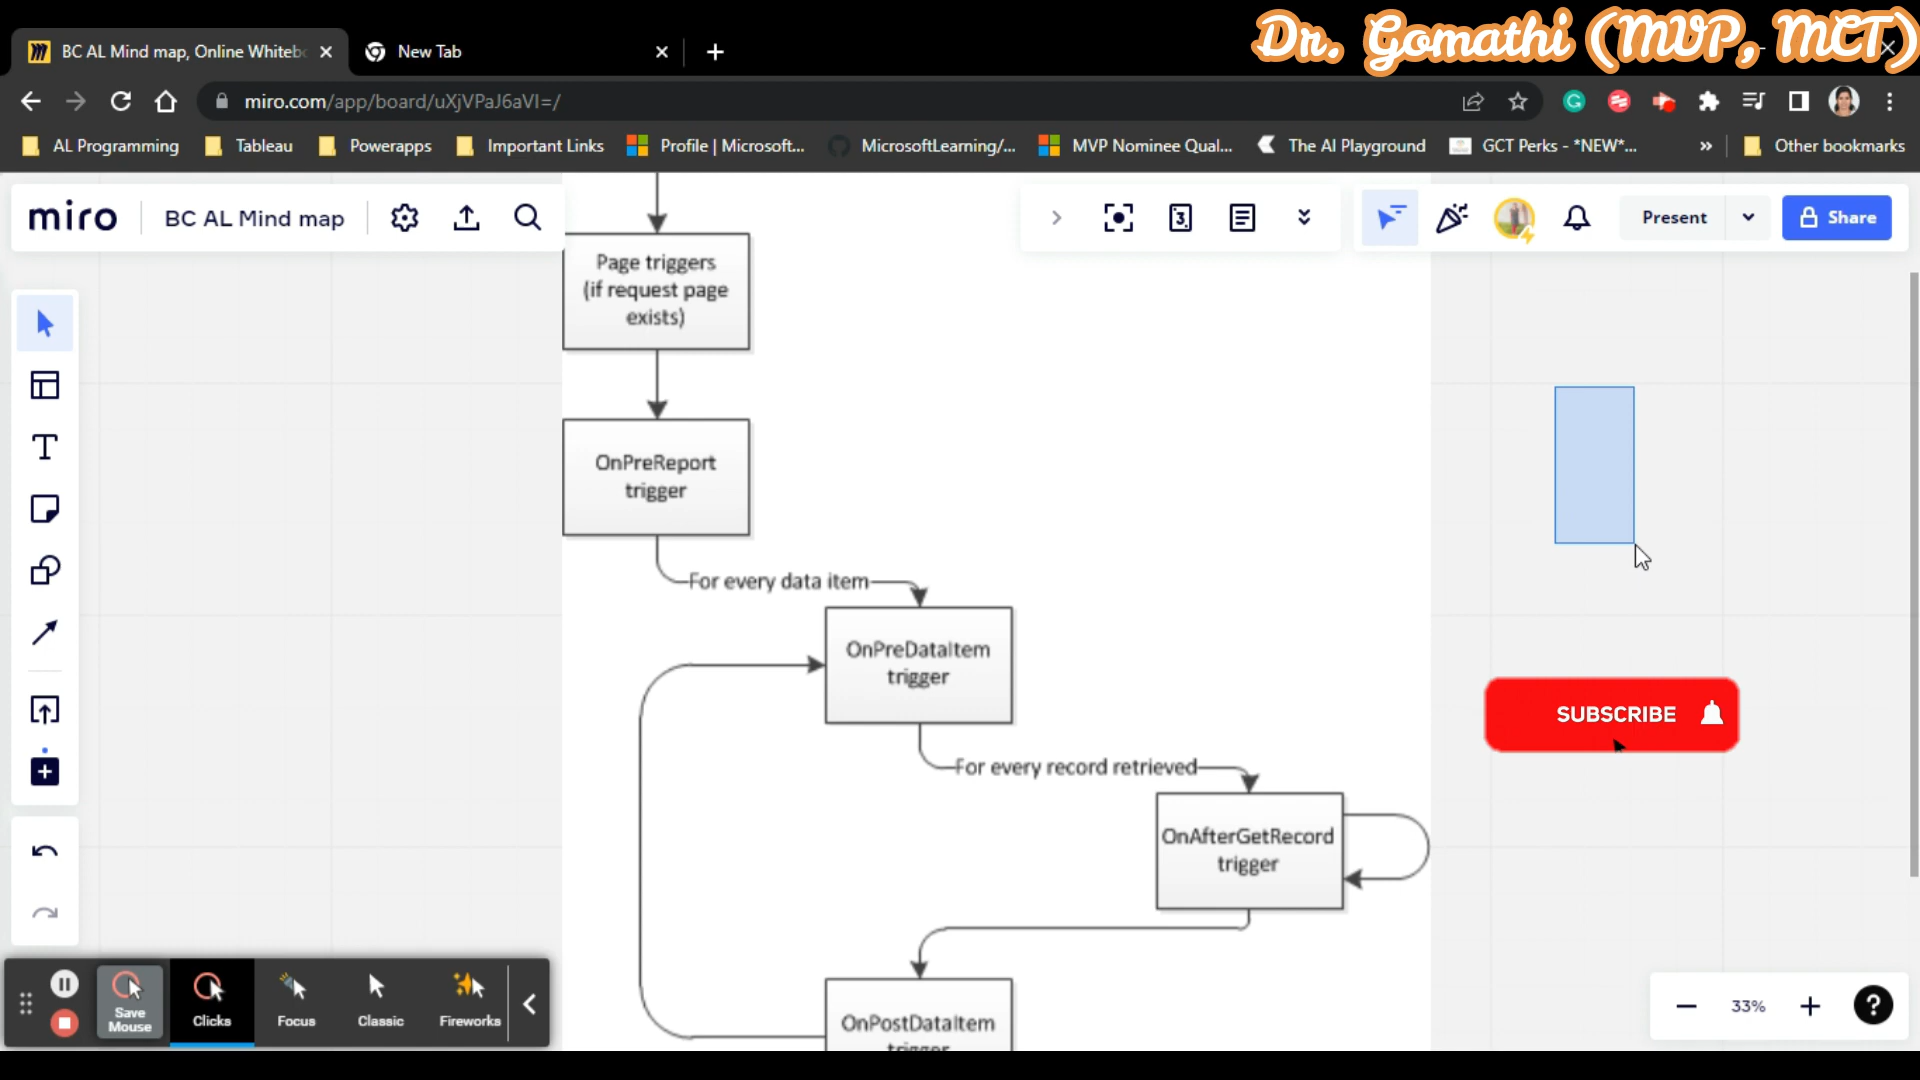 Dr. Gomathi (MVP, MCT)
BC AL Mind map, Online Whitebo
New Tab
miro.com/app/board/uXjVPaJ6aVI=/
AL Programming
Tableau
Powerapps
Important Links
Profile | Microsoft...
MicrosoftLearning/...
MVP Nominee Qual...
The AI Playground
GCT Perks - *NEW*...
»
Other bookmarks
miro
BC AL Mind map
3
Present
Share
Page triggers
(if request page
exists)
OnPreReport
trigger
For every data item
OnPreDataItem
trigger
SUBSCRIBE
For every record retrieved
OnAfterGetRecord
trigger
OnPostDataItem
trigger
Save
Mouse
Clicks
Focus
Classic
Fireworks
33%